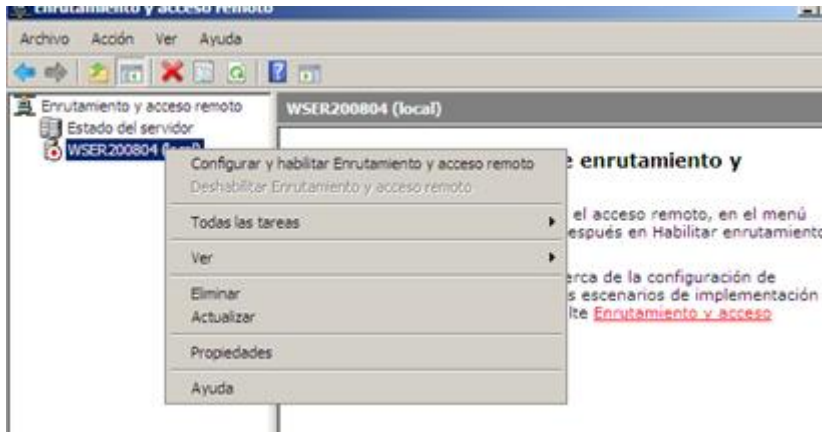 Enrutamiento y acceso remoto
Archivo Acción Ver Ayuda
Enrutamiento y acceso remoto
Estado del servidor
WSER200804 (local)
WSER200804 (local)
Configurar y habilitar Enrutamiento y acceso remoto
Deshabilitar Enrutamiento y acceso remoto
Todas las tareas
Ver
Eliminar
Actualizar
Propiedades
Ayuda
e enrutamiento y
el acceso remoto, en el menú
espués en Habilitar enrutamiento
erca de la configuración de
s escenarios de implementación
lte Enrutamiento y acceso